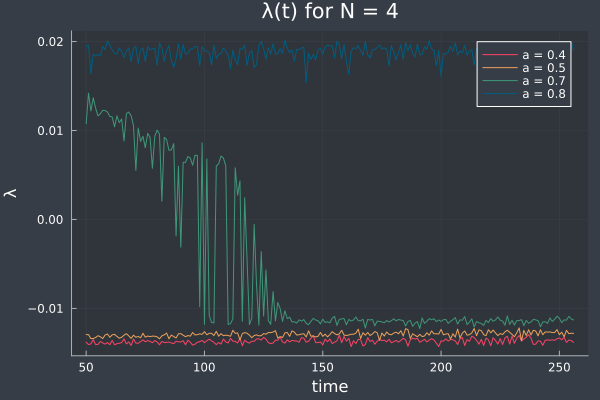 λ(t) for N = 4
0.02
0.01
0.00
−0.01
λ
50
100
150
200
250
time
a = 0.4
a = 0.5
a = 0.7
a = 0.8